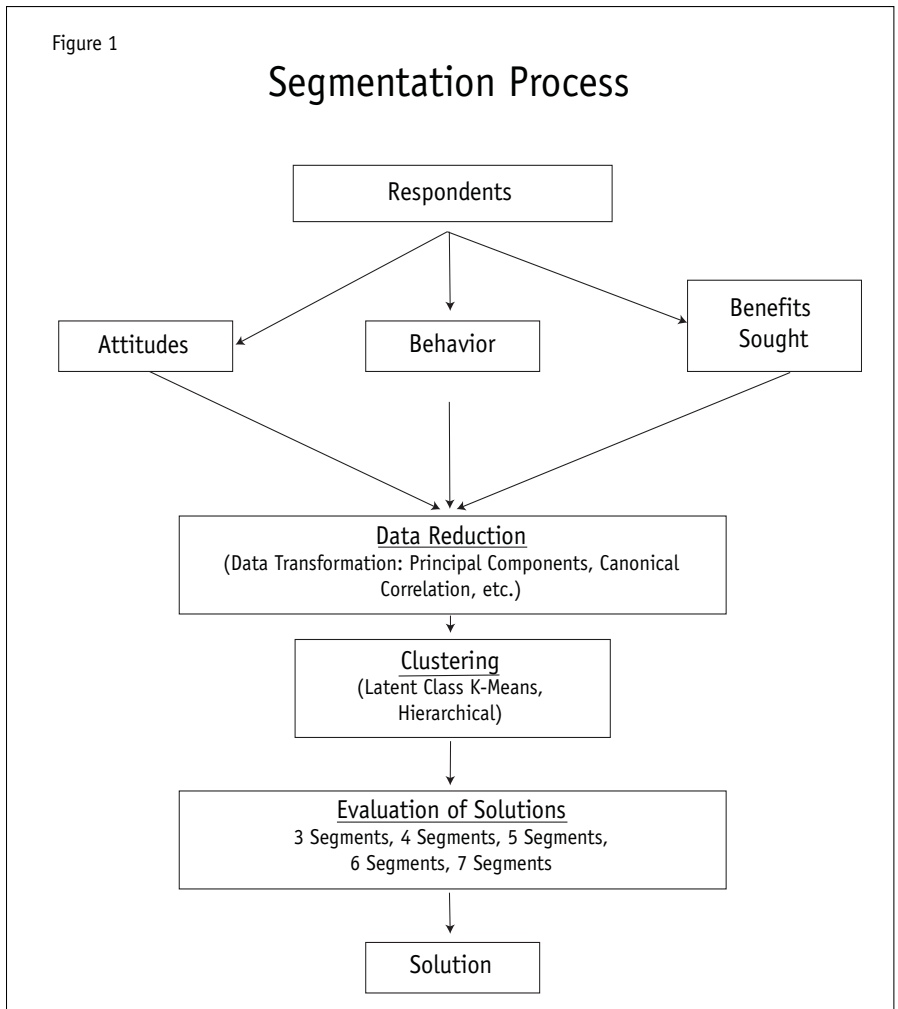 Figure 1
Segmentation Process
Respondents
Attitudes
Behavior
Benefits
Sought
Data Reduction
(Data Transformation: Principal Components, Canonical
Correlation, etc.)
Clustering
(Latent Class K-Means,
Hierarchical)
Evaluation of Solutions
3 Segments, 4 Segments, 5 Segments,
6 Segments, 7 Segments
Solution